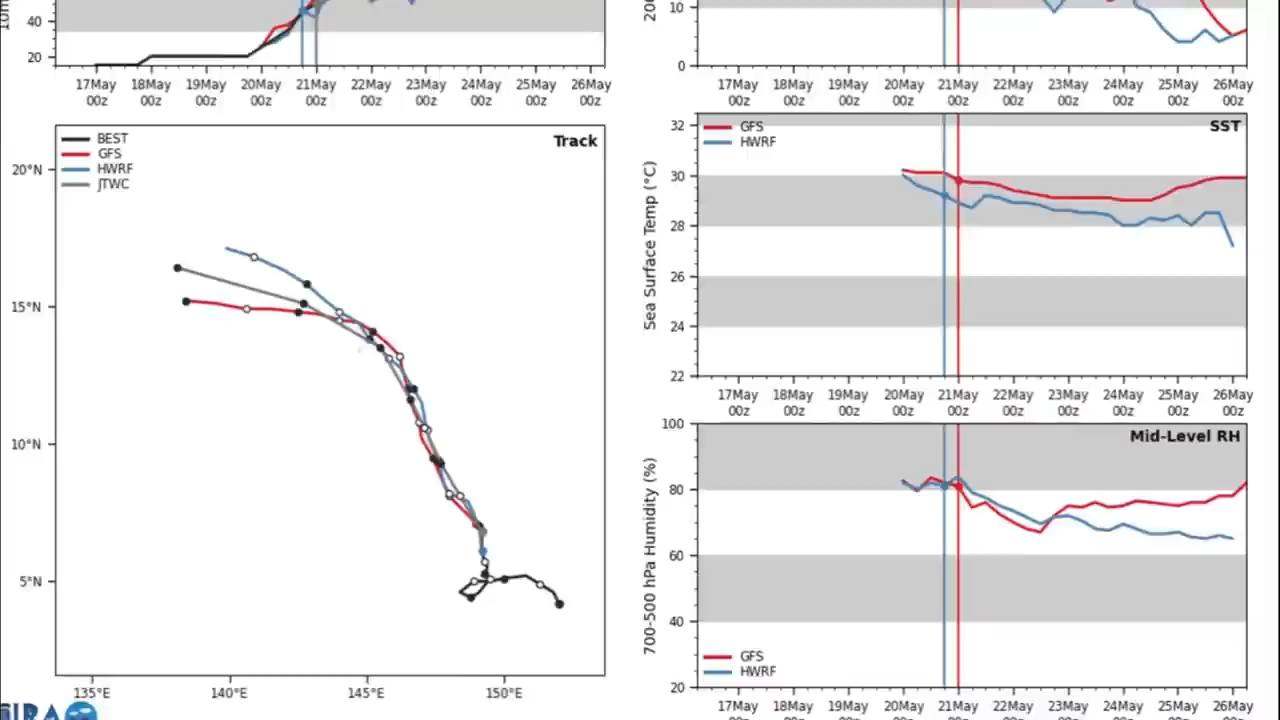 40
20
17May 18May 19May 20May 21May 22May 23May 24May 25May 26May
00z 00z 00z 00z 00z 00z 00z 00z 00z 00z
BEST
GFS
HWRF
JTWC
Track
20°N
15°N
10°N
5°N
135°E 140°E 145°E 150°E
CIRA
10
0
17May 18May 19May 20May 21May 22May 23May 24May 25May 26May
00z 00z 00z 00z 00z 00z 00z 00z 00z 00z
GFS
HWRF
SST
Sea Surface Temp (°C)
32
30
28
26
24
22
17May 18May 19May 20May 21May 22May 23May 24May 25May 26May
00z 00z 00z 00z 00z 00z 00z 00z 00z 00z
Mid-Level RH
700-500 hPa Humidity (%)
100
80
60
40
20
GFS
HWRF
17May 18May 19May 20May 21May 22May 23May 24May 25May 26May